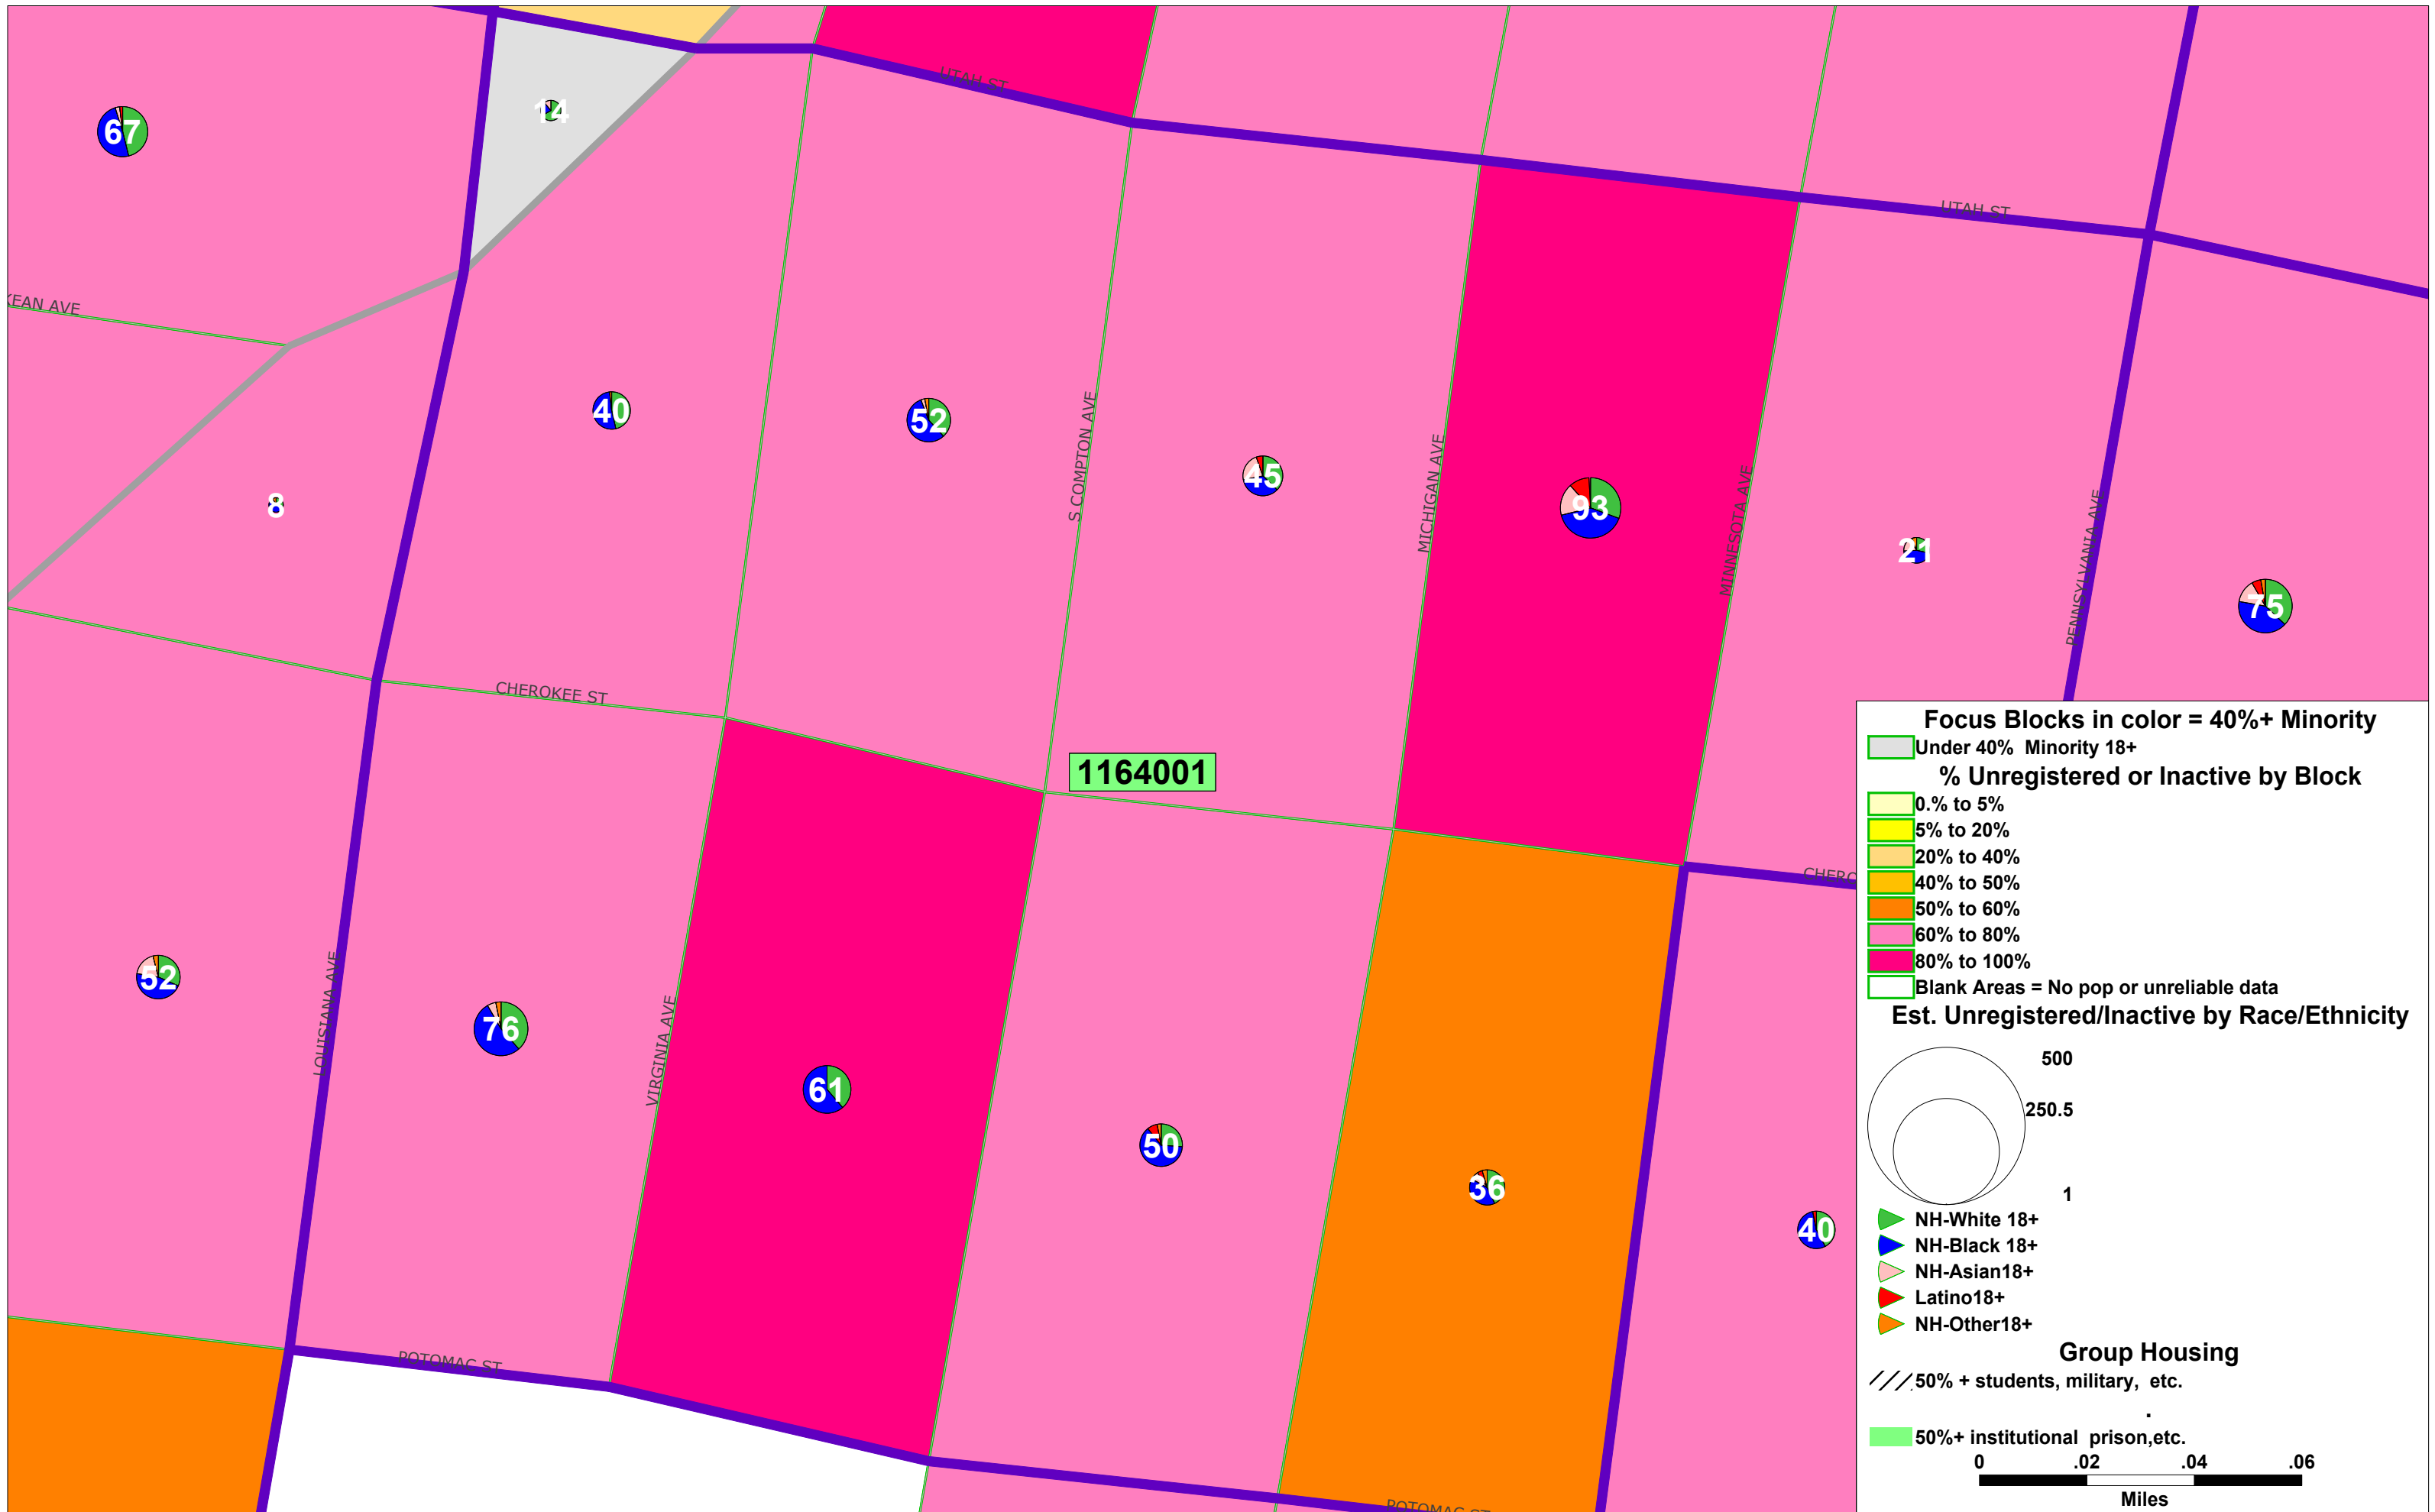 UTAH ST
14
67
UTAH ST
KEAN AVE
40
52
S COMPTON AVE
45
MICHIGAN AVE
93
MINNESOTA AVE
8
21
PENNSYLVANIA AVE
75
CHEROKEE ST
1164001
CHEROK
52
LOUISIANA AVE
76
VIRGINIA AVE
61
50
36
40
POTOMAC ST
POTOMAC ST
Focus Blocks in color = 40%+ Minority
Under 40% Minority 18+
% Unregistered or Inactive by Block
0.% to 5%
5% to 20%
20% to 40%
40% to 50%
50% to 60%
60% to 80%
80% to 100%
Blank Areas = No pop or unreliable data
Est. Unregistered/Inactive by Race/Ethnicity
500
250.5
1
NH-White 18+
NH-Black 18+
NH-Asian18+
Latino18+
NH-Other18+
Group Housing
50% + students, military, etc.
.
50%+ institutional prison,etc.
0 .02 .04 .06
Miles